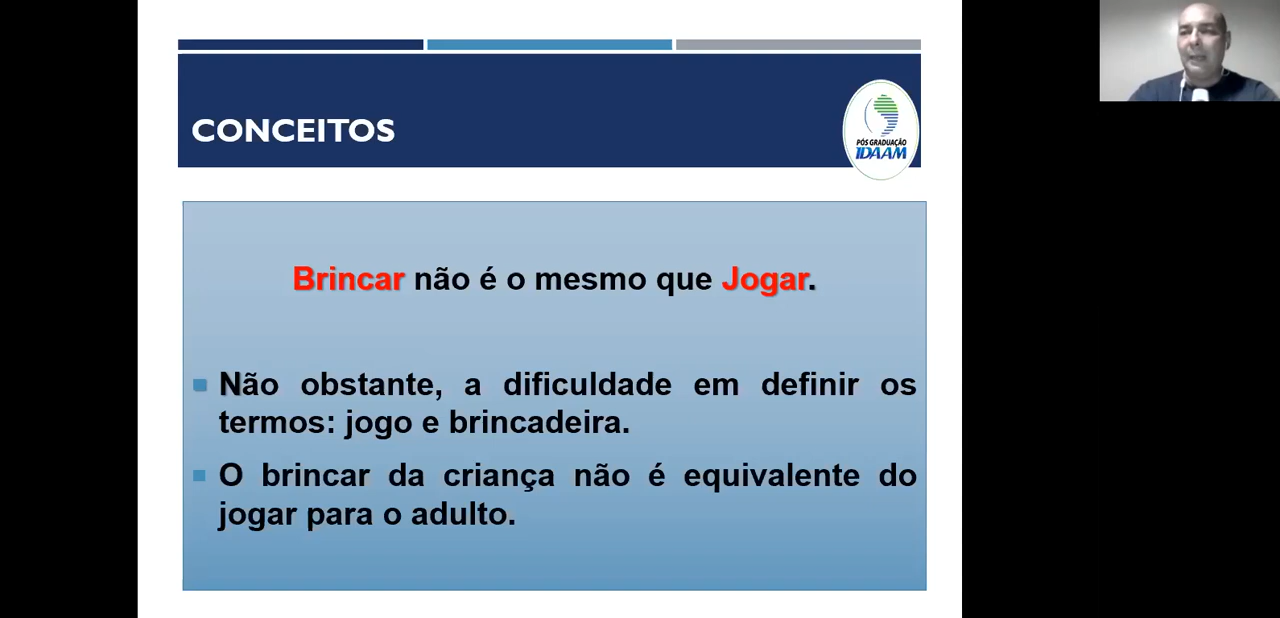 CONCEITOS
PÓS GRADUAÇÃO
IDAAM
Brincar não é o mesmo que Jogar.
Não obstante, a dificuldade em definir os
termos: jogo e brincadeira.
O brincar da criança não é equivalente do
jogar para o adulto.